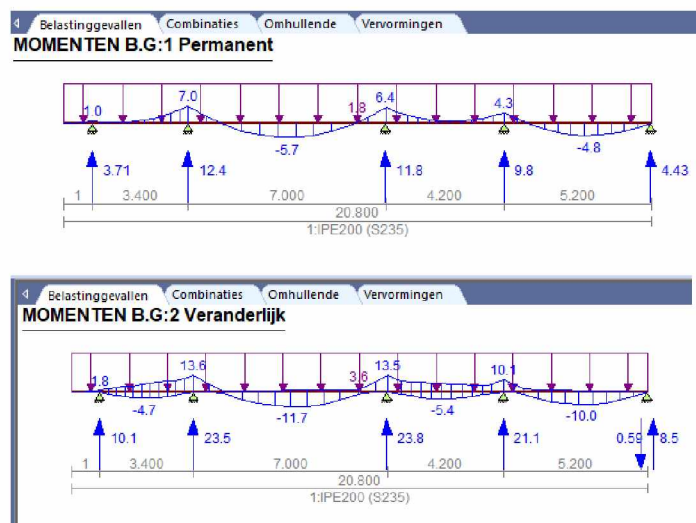 Belastinggevallen Combinaties Omhullende Vervormingen
MOMENTEN B.G:1 Permanent
1.0 7.0 1.8 6.4 4.3
-5.7 -4.8
3.71 12.4 11.8 9.8 4.43
1 3.400 7.000 4.200 5.200
20.800
1:IPE200 (S235)
Belastinggevallen Combinaties Omhullende Vervormingen
MOMENTEN B.G:2 Veranderlijk
1.8 13.6 3.6 13.5 10.1
-4.7 -11.7 -5.4 -10.0
10.1 23.5 23.8 21.1 0.59 8.5
1 3.400 7.000 4.200 5.200
20.800
1:IPE200 (S235)